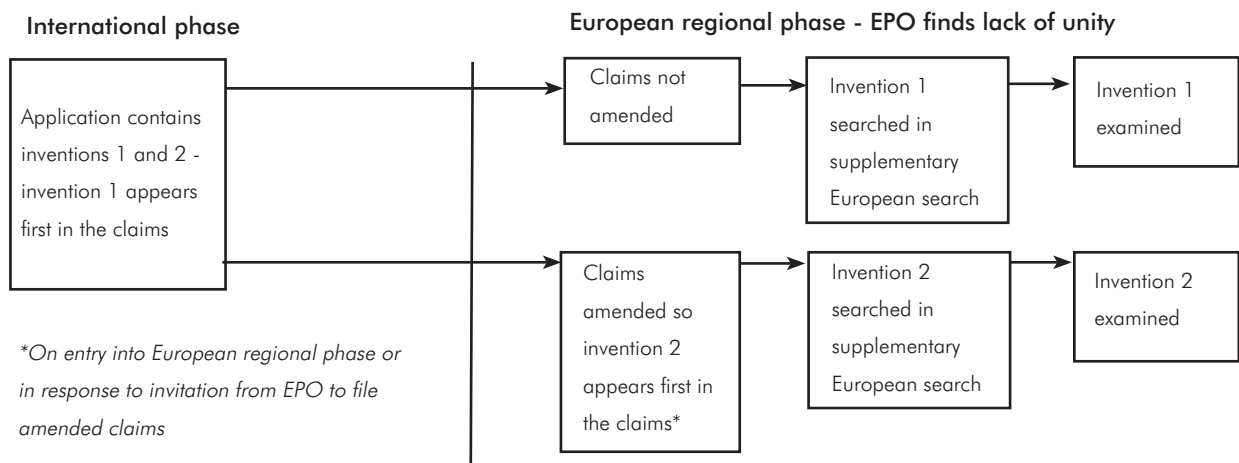 International phase
European regional phase - EPO finds lack of unity
Application contains
inventions 1 and 2 -
invention 1 appears
first in the claims
Claims not
amended
Invention 1
searched in
supplementary
European search
Invention 1
examined
Claims
amended so
invention 2
appears first in
the claims*
Invention 2
searched in
supplementary
European search
Invention 2
examined
*On entry into European regional phase or
in response to invitation from EPO to file
amended claims